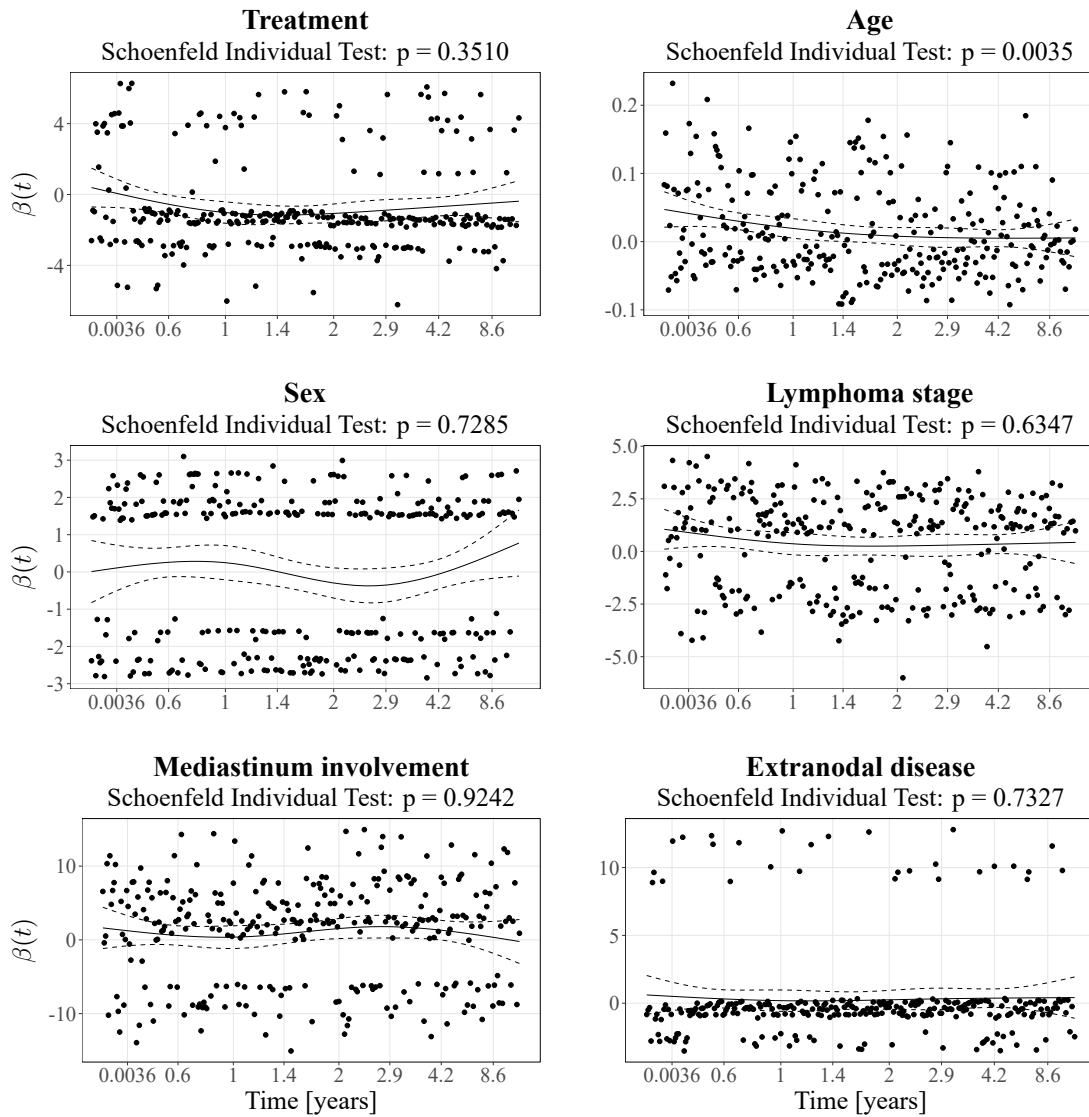 Treatment
Schoenfeld Individual Test: p = 0.3510
β(t)
4
0
-4
0.0036 0.6 1 1.4 2 2.9 4.2 8.6
Age
Schoenfeld Individual Test: p = 0.0035
0.2
0.1
0.0
-0.1
0.0036 0.6 1 1.4 2 2.9 4.2 8.6
Sex
Schoenfeld Individual Test: p = 0.7285
β(t)
3
2
1
0
-1
-2
-3
0.0036 0.6 1 1.4 2 2.9 4.2 8.6
Lymphoma stage
Schoenfeld Individual Test: p = 0.6347
5.0
2.5
0.0
-2.5
-5.0
0.0036 0.6 1 1.4 2 2.9 4.2 8.6
Mediastinum involvement
Schoenfeld Individual Test: p = 0.9242
β(t)
10
0
-10
0.0036 0.6 1 1.4 2 2.9 4.2 8.6
Time [years]
Extranodal disease
Schoenfeld Individual Test: p = 0.7327
10
5
0
0.0036 0.6 1 1.4 2 2.9 4.2 8.6
Time [years]